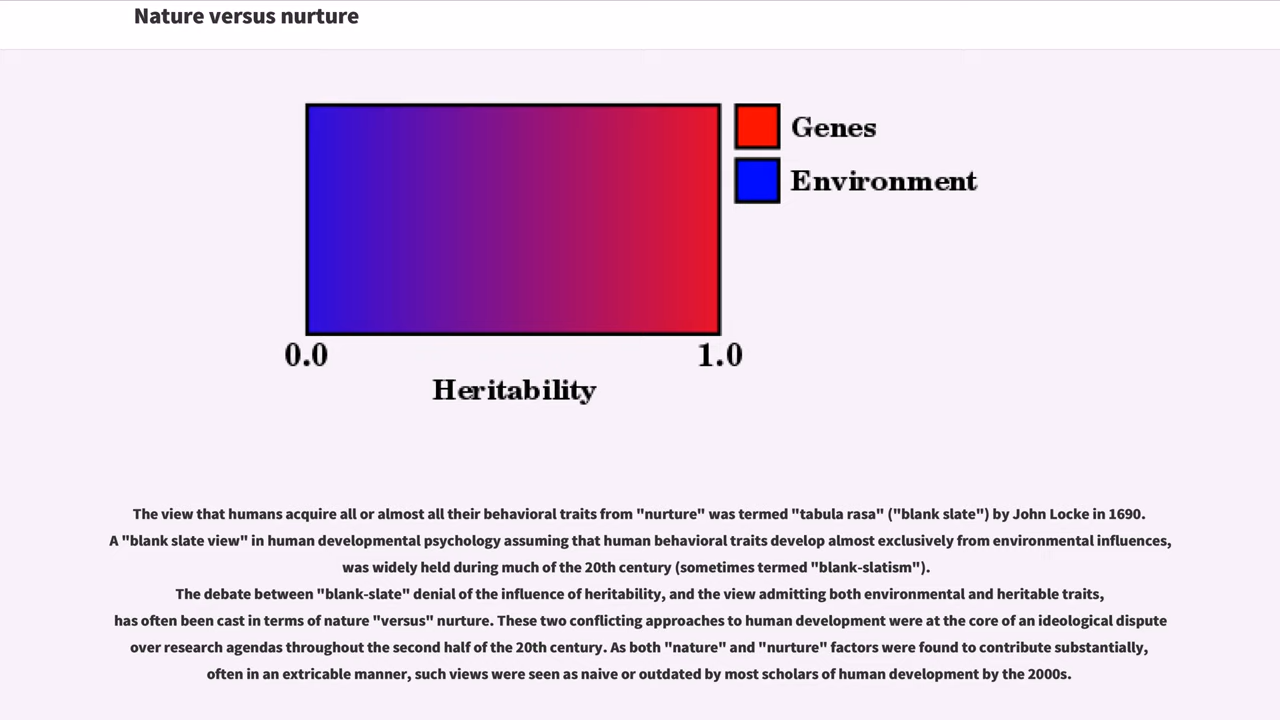 Nature versus nurture
Genes
Environment
0.0
1.0
Heritability
The view that humans acquire all or almost all their behavioral traits from "nurture" was termed "tabula rasa" ("blank slate") by John Locke in 1690.
A "blank slate view" in human developmental psychology assuming that human behavioral traits develop almost exclusively from environmental influences,
was widely held during much of the 20th century (sometimes termed "blank-slatism").
The debate between "blank-slate" denial of the influence of heritability, and the view admitting both environmental and heritable traits,
has often been cast in terms of nature "versus" nurture. These two conflicting approaches to human development were at the core of an ideological dispute
over research agendas throughout the second half of the 20th century. As both "nature" and "nurture" factors were found to contribute substantially,
often in an extricable manner, such views were seen as naive or outdated by most scholars of human development by the 2000s.